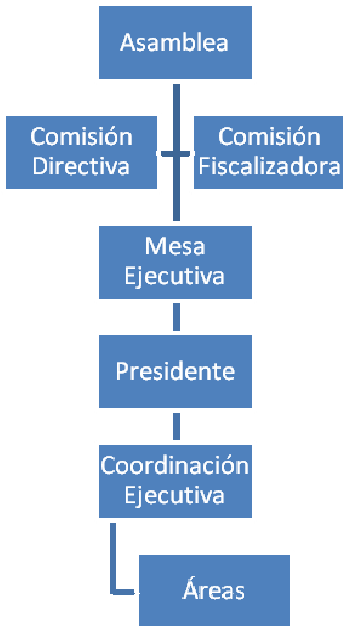 Asamblea
Comisión
Directiva
Comisión
Fiscalizadora
Mesa
Ejecutiva
Presidente
Coordinación
Ejecutiva
Áreas